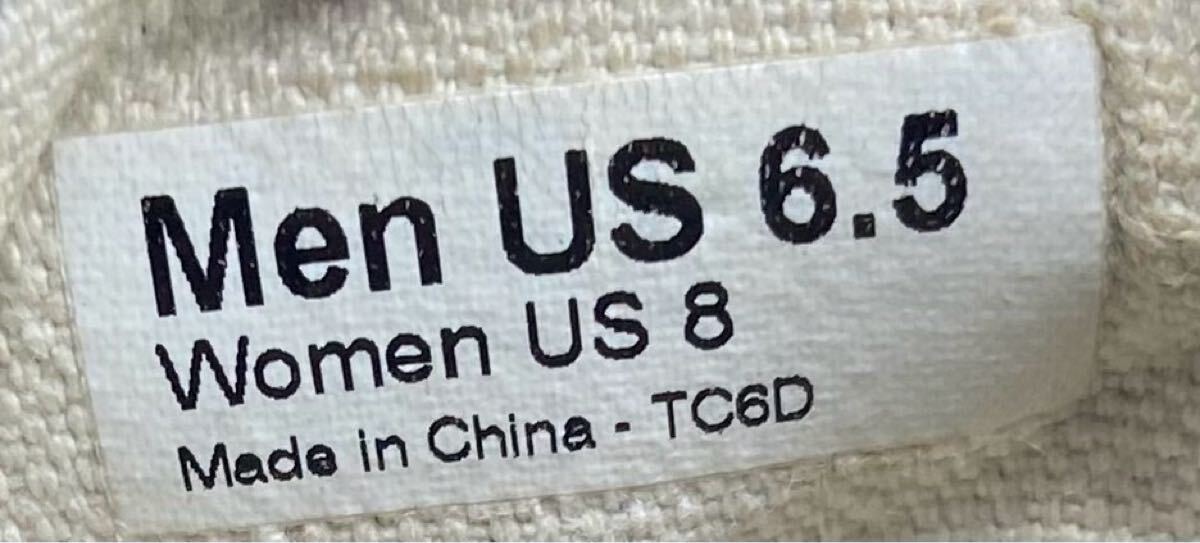 Men US 6.5
Women US 8
Made in China - TC6D